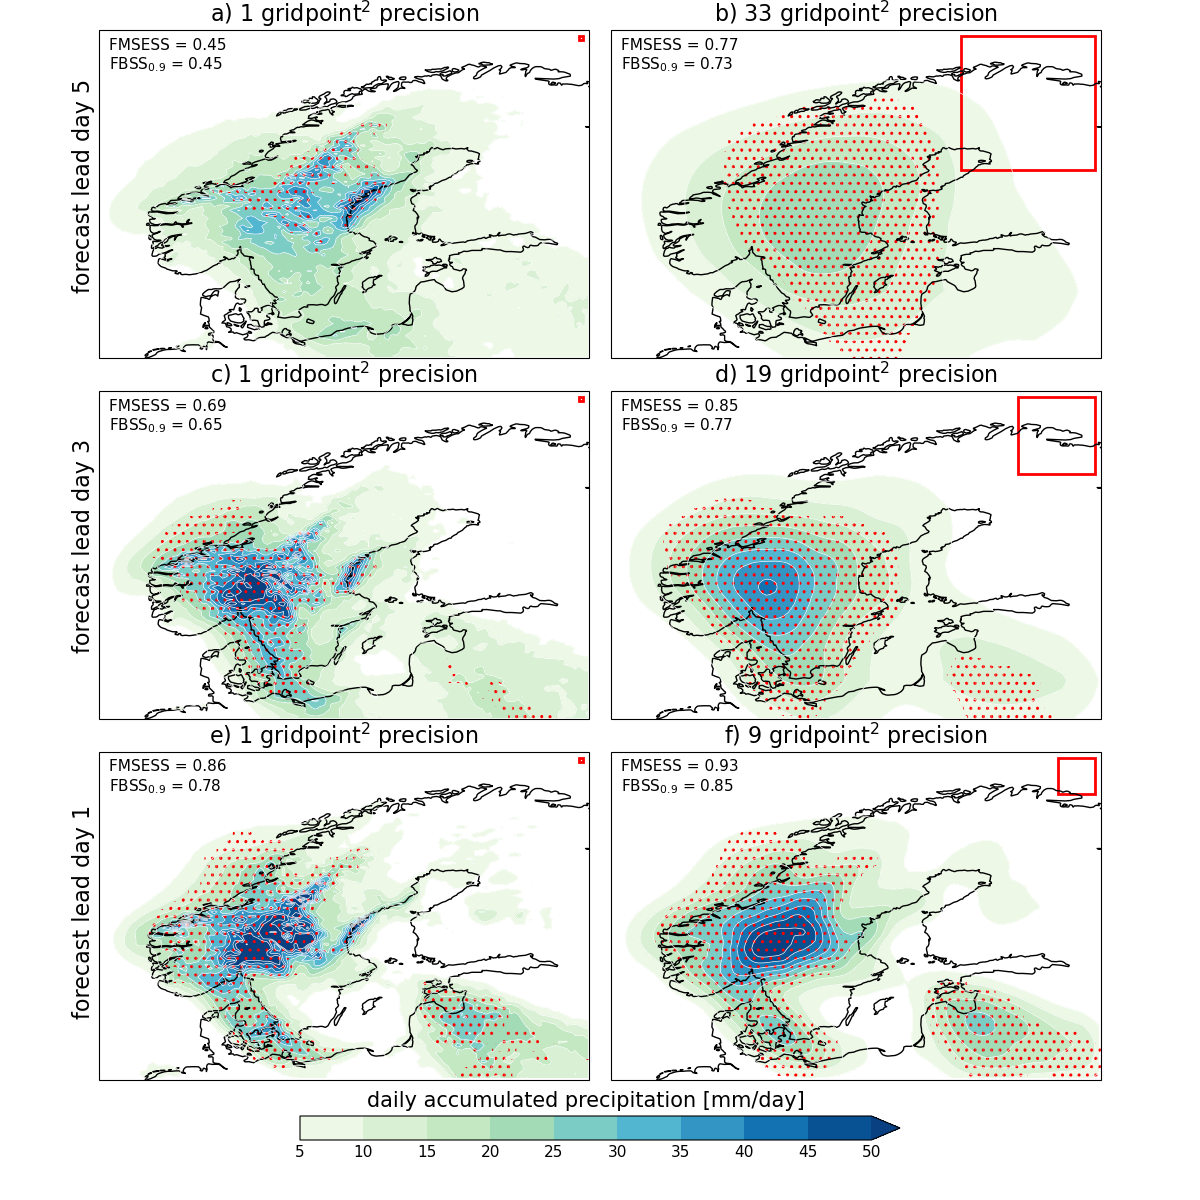 a) 1 gridpoint² precision
b) 33 gridpoint² precision
forecast lead day 5
FMSESS = 0.45
FBSS₀.₉ = 0.45
FMSESS = 0.77
FBSS₀.₉ = 0.73
c) 1 gridpoint² precision
d) 19 gridpoint² precision
forecast lead day 3
FMSESS = 0.69
FBSS₀.₉ = 0.65
FMSESS = 0.85
FBSS₀.₉ = 0.77
e) 1 gridpoint² precision
f) 9 gridpoint² precision
forecast lead day 1
FMSESS = 0.86
FBSS₀.₉ = 0.78
FMSESS = 0.93
FBSS₀.₉ = 0.85
daily accumulated precipitation [mm/day]
5 10 15 20 25 30 35 40 45 50